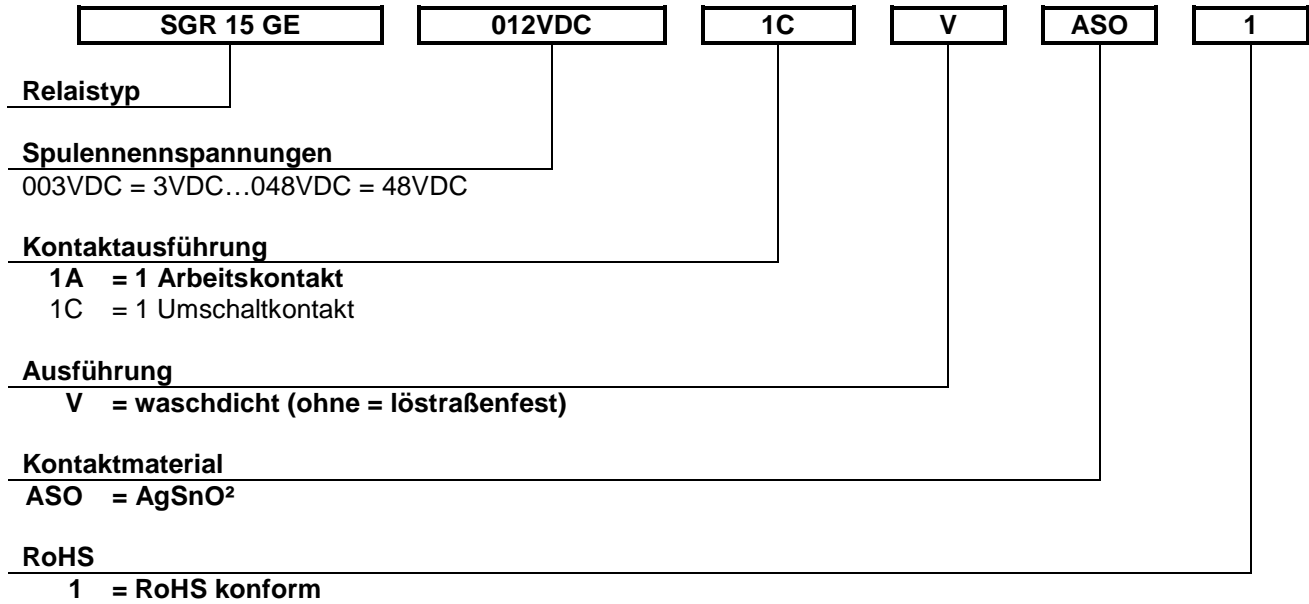 SGR 15 GE 012VDC 1C V ASO 1
Relaistyp
Spulennennspannungen
003VDC = 3VDC…048VDC = 48VDC
Kontaktausführung
1A = 1 Arbeitskontakt
1C = 1 Umschaltkontakt
Ausführung
V = waschdicht (ohne = löstraßenfest)
Kontaktmaterial
ASO = AgSnO²
RoHS
1 = RoHS konform